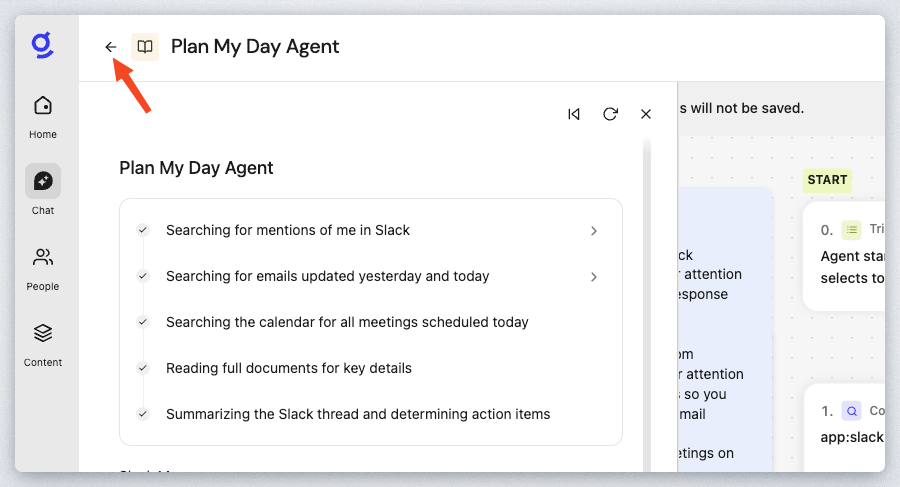 Plan My Day Agent
Home
Chat
People
Content
s will not be saved.
Plan My Day Agent
Searching for mentions of me in Slack
Searching for emails updated yesterday and today
Searching the calendar for all meetings scheduled today
Reading full documents for key details
Summarizing the Slack thread and determining action items
ck
r attention
esponse
om
r attention
s so you
mail
etings on
START
0. Tri
Agent star
selects to
1. Co
app:slack